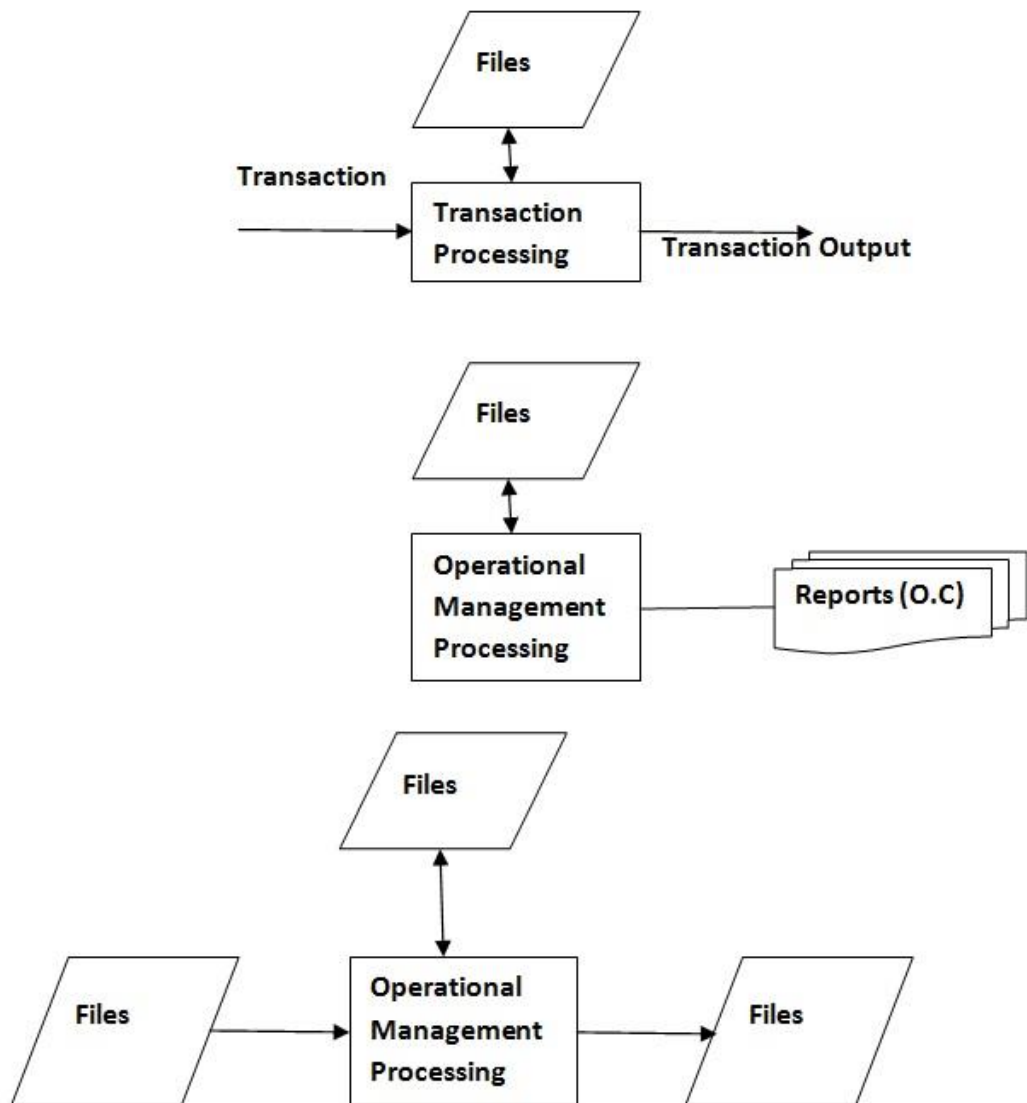 Files
Transaction
Transaction
Processing
Transaction Output
Files
Operational
Management
Processing
Reports (O.C)
Files
Files
Operational
Management
Processing
Files